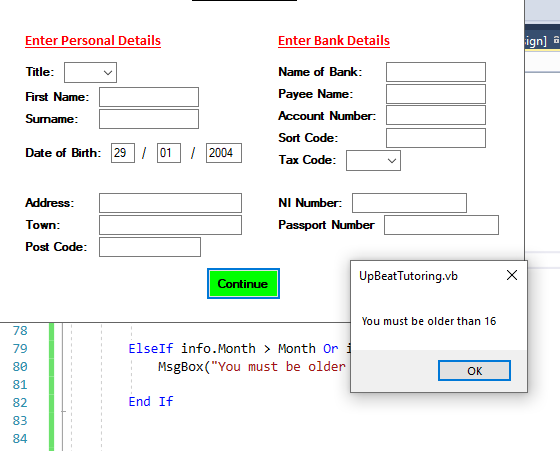 Enter Personal Details
Enter Bank Details
ign]
Title:
Name of Bank:
First Name:
Payee Name:
Surname:
Account Number:
Sort Code:
Date of Birth: 29 / 01 / 2004
Tax Code:
Address:
NI Number:
Town:
Passport Number
Post Code:
Continue
UpBeatTutoring.vb
You must be older than 16
OK
78
79 ElseIf info.Month > Month Or i
80 MsgBox("You must be older
81
82 End If
83
84